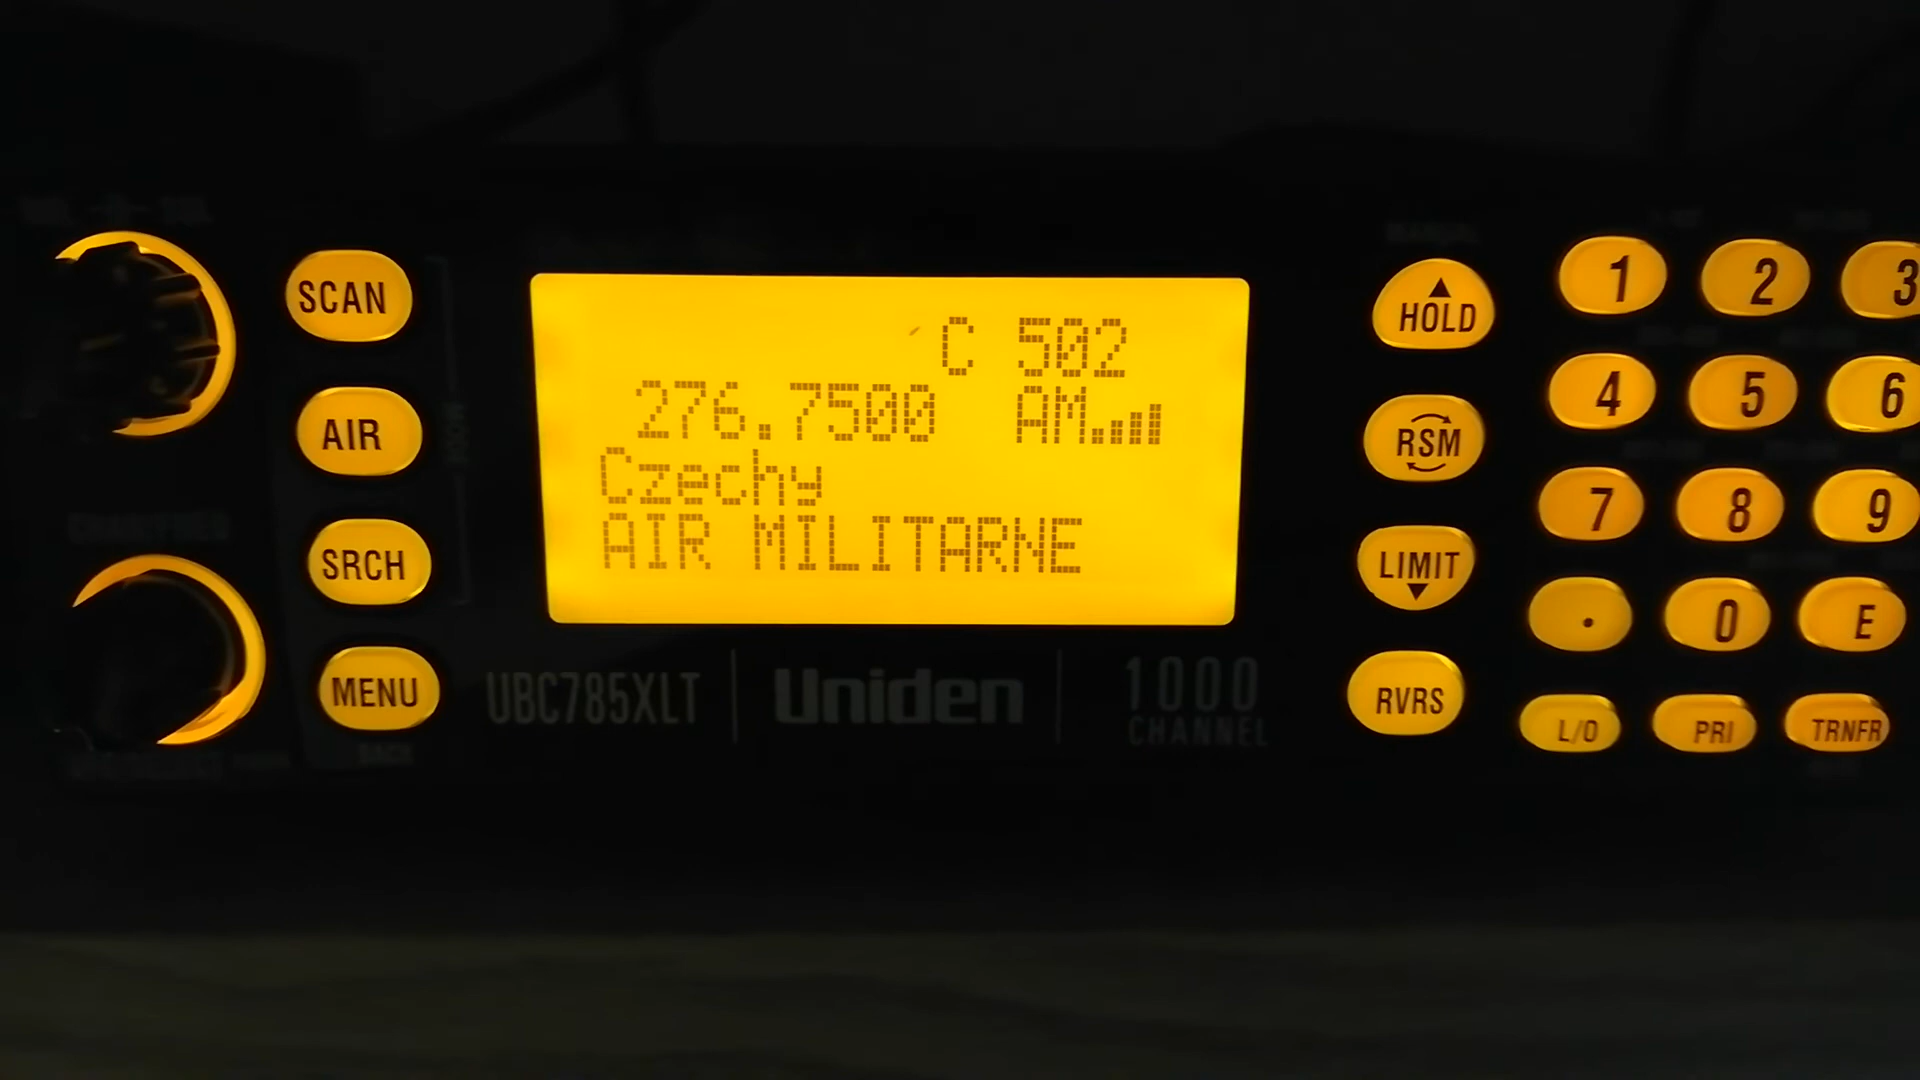 C 502
276.7500 AM
Czechy
AIR MILITARNE
SCAN
AIR
SRCH
MENU
BACK
UBC785XLT
Uniden
1000
CHANNEL
HOLD
RSM
LIMIT
RVRS
1 2 3
4 5 6
7 8 9
. 0 E
L/O PRI TRNFR